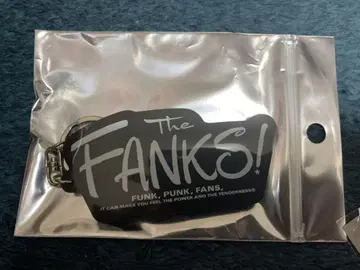 The
FANKS!
FUNK, PUNK, FANS,
IT CAN MAKE YOU FEEL THE POWER AND THE TENDERNESS